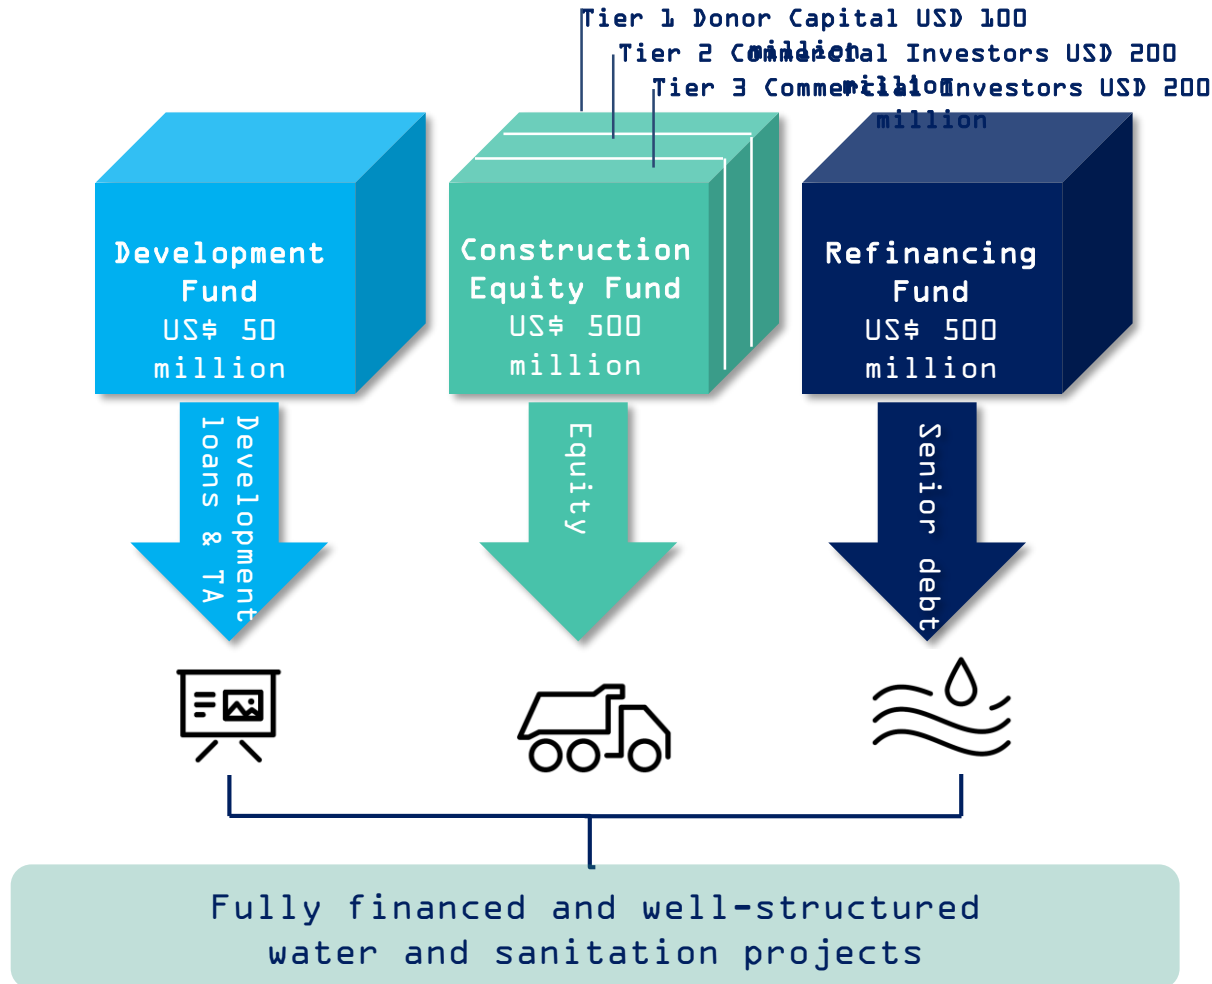 Tier 1 Donor Capital USD 100
million
Tier 2 Commercial Investors USD 200
million
Tier 3 Commercial Investors USD 200
million
Development
Fund
US$ 50
million
Construction
Equity Fund
US$ 500
million
Refinancing
Fund
US$ 500
million
Development
loans & TA
Equity
Senior debt
Fully financed and well-structured
water and sanitation projects